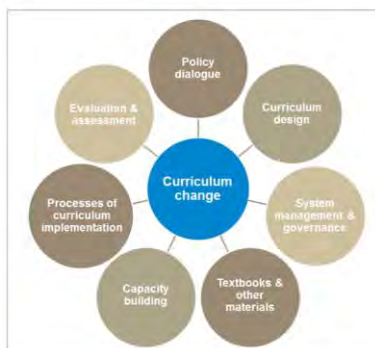 Policy
dialogue
Curriculum
design
System
management &
governance
Textbooks &
other
materials
Capacity
building
Processes of
curriculum
implementation
Evaluation &
assessment
Curriculum
change